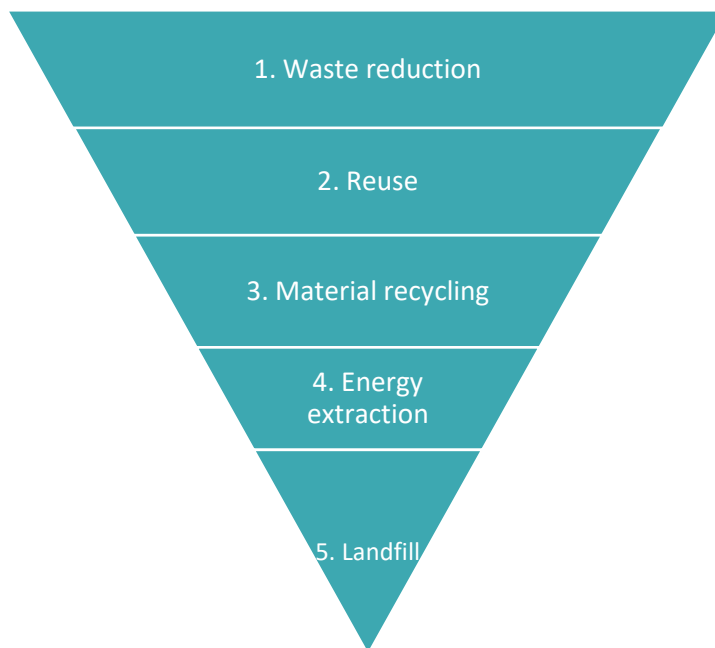 1. Waste reduction
2. Reuse
3. Material recycling
4. Energy
extraction
5. Landfill